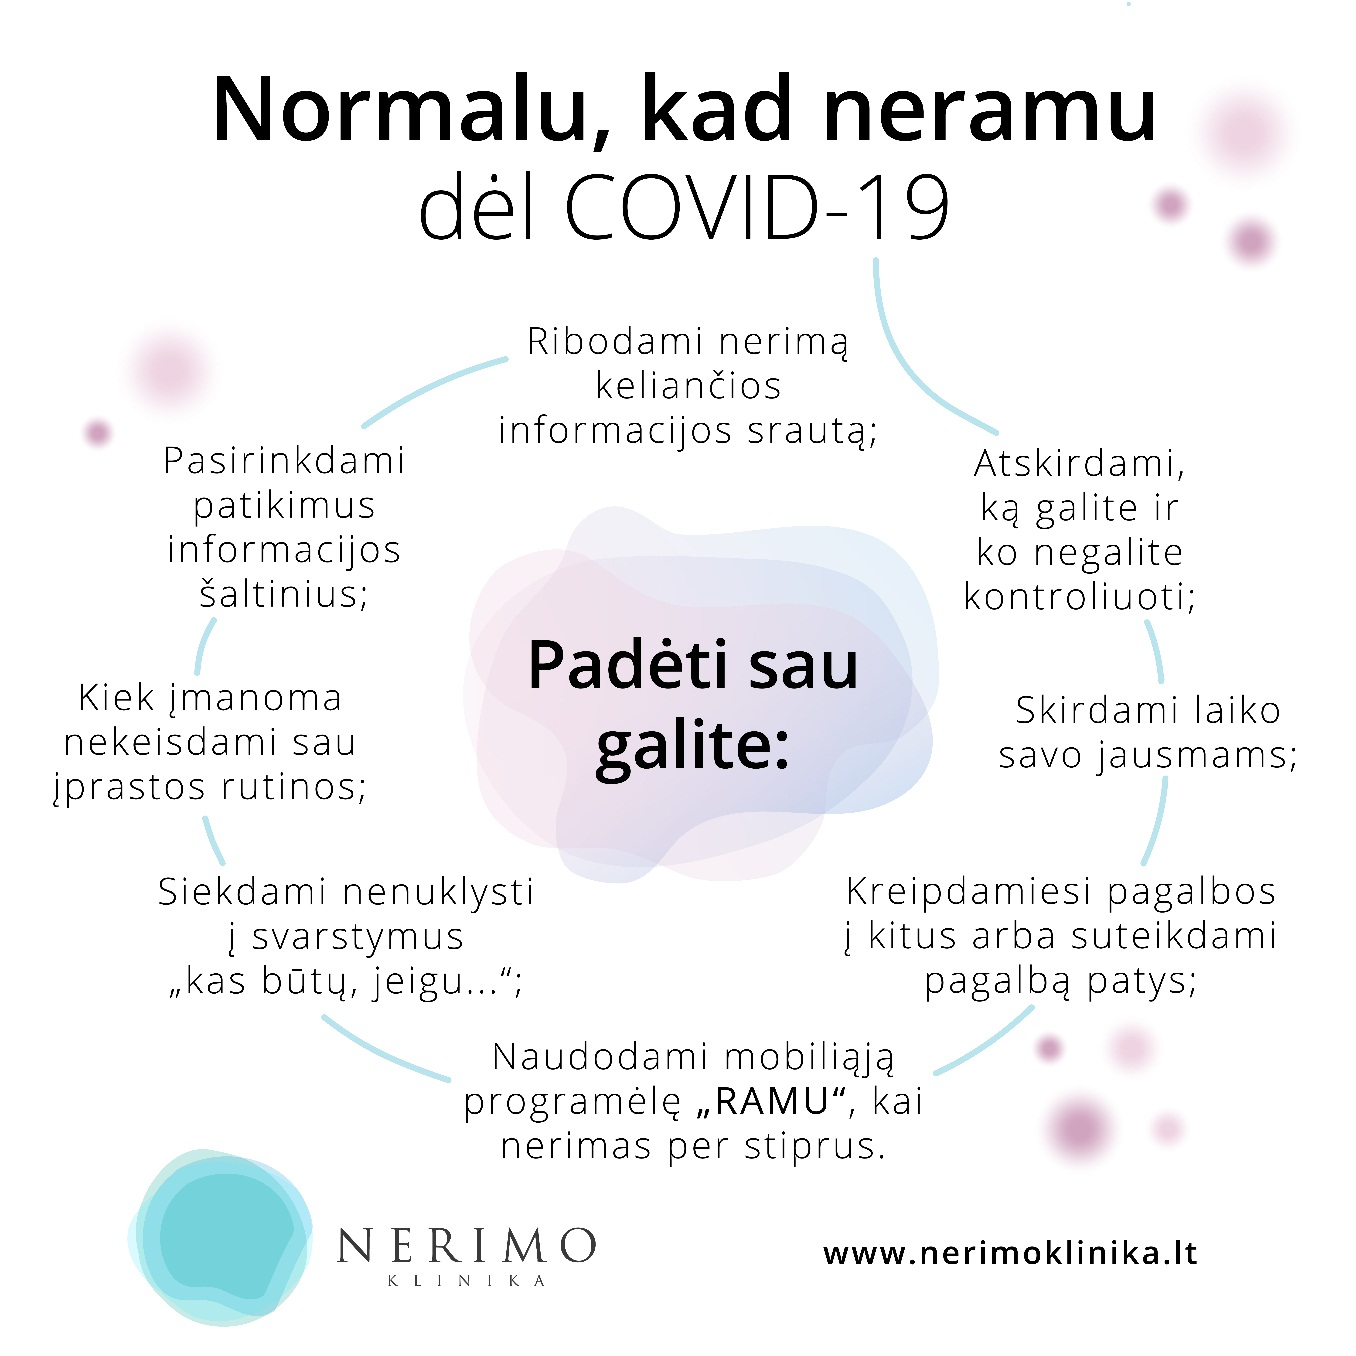 Normalu, kad neramu
dėl COVID-19
Padėti sau
galite:
Atskirdami,
ką galite ir
ko negalite
kontroliuoti;
Skirdami laiko
savo jausmams;
Kreipdamiesi pagalbos
į kitus arba suteikdami
pagalbą patys;
Naudodami mobiliąją
programėlę „RAMU“, kai
nerimas per stiprus.
Siekdami nenuklysti
į svarstymus
„kas būtų, jeigu...“;
Kiek įmanoma
nekeisdami sau
įprastos rutinos;
Pasirinkdami
patikimus
informacijos
šaltinius;
Ribodami nerimą
keliančios
informacijos srautą;
NERIMO
KLINIKA
www.nerimoklinika.lt